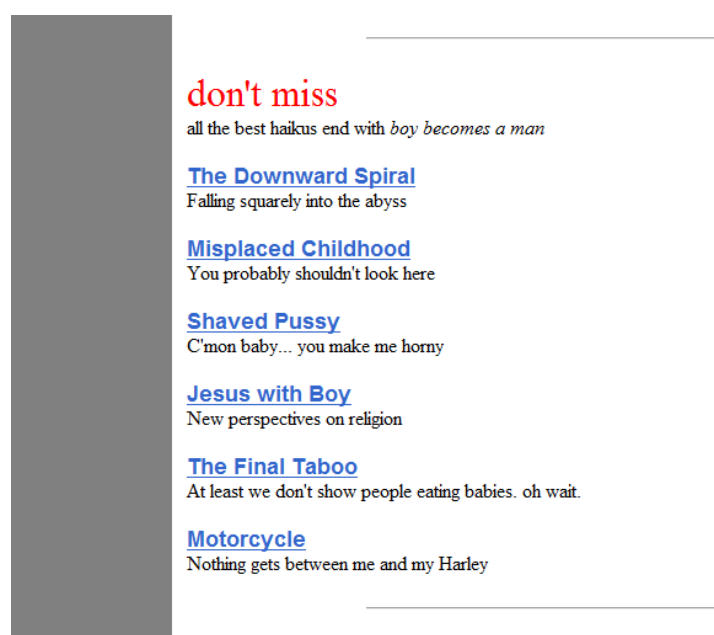 don't miss
all the best haikus end with boy becomes a man
The Downward Spiral
Falling squarely into the abyss
Misplaced Childhood
You probably shouldn't look here
Shaved Pussy
C'mon baby... you make me horny
Jesus with Boy
New perspectives on religion
The Final Taboo
At least we don't show people eating babies. oh wait.
Motorcycle
Nothing gets between me and my Harley